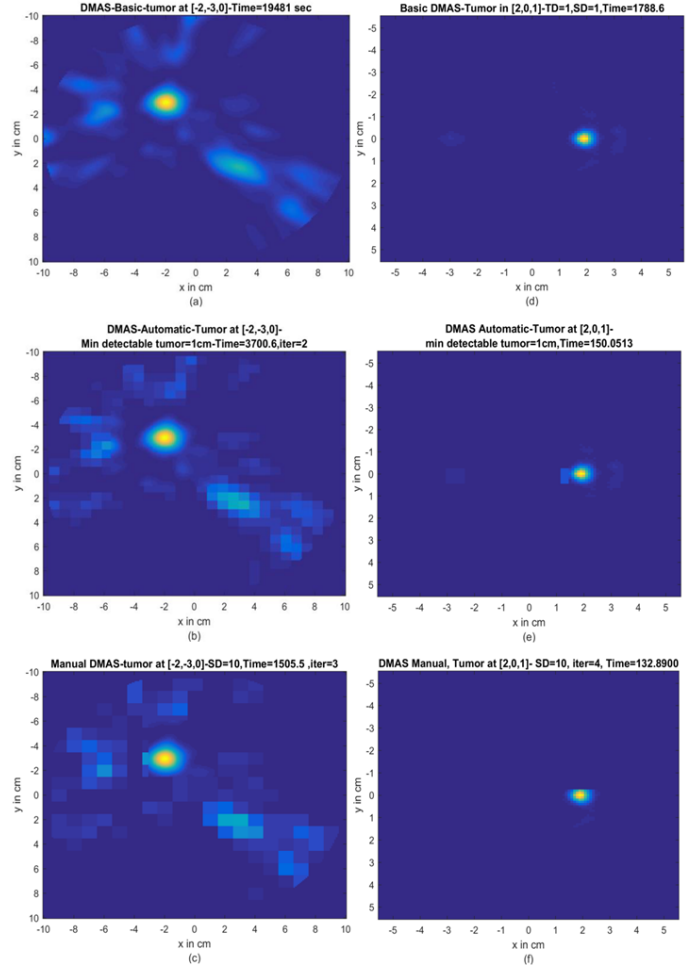 DMAS-Basic-tumor at [-2,-3,0]-Time=19481 sec
-10
-8
-6
-4
-2
0
2
4
6
8
10
y in cm
-10 -8 -6 -4 -2 0 2 4 6 8 10
x in cm
(a)
Basic DMAS-Tumor in [2,0,1]-TD=1,SD=1,Time=1788.6
-5
-4
-3
-2
-1
0
1
2
3
4
5
y in cm
-5 -4 -3 -2 -1 0 1 2 3 4 5
x in cm
(d)
DMAS-Automatic-Tumor at [-2,-3,0]-
Min detectable tumor=1cm-Time=3700.6,iter=2
-10
-8
-6
-4
-2
0
2
4
6
8
10
y in cm
-10 -8 -6 -4 -2 0 2 4 6 8 10
x in cm
(b)
DMAS Automatic-Tumor at [2,0,1]-
min detectable tumor=1cm,Time=150.0513
-5
-4
-3
-2
-1
0
1
2
3
4
5
y in cm
-5 -4 -3 -2 -1 0 1 2 3 4 5
x in cm
(e)
Manual DMAS-tumor at [-2,-3,0]-SD=10,Time=1505.5 ,iter=3
-10
-8
-6
-4
-2
0
2
4
6
8
10
y in cm
-10 -8 -6 -4 -2 0 2 4 6 8 10
x in cm
(c)
DMAS Manual, Tumor at [2,0,1]- SD=10, iter=4, Time=132.8900
-5
-4
-3
-2
-1
0
1
2
3
4
5
y in cm
-5 -4 -3 -2 -1 0 1 2 3 4 5
x in cm
(f)